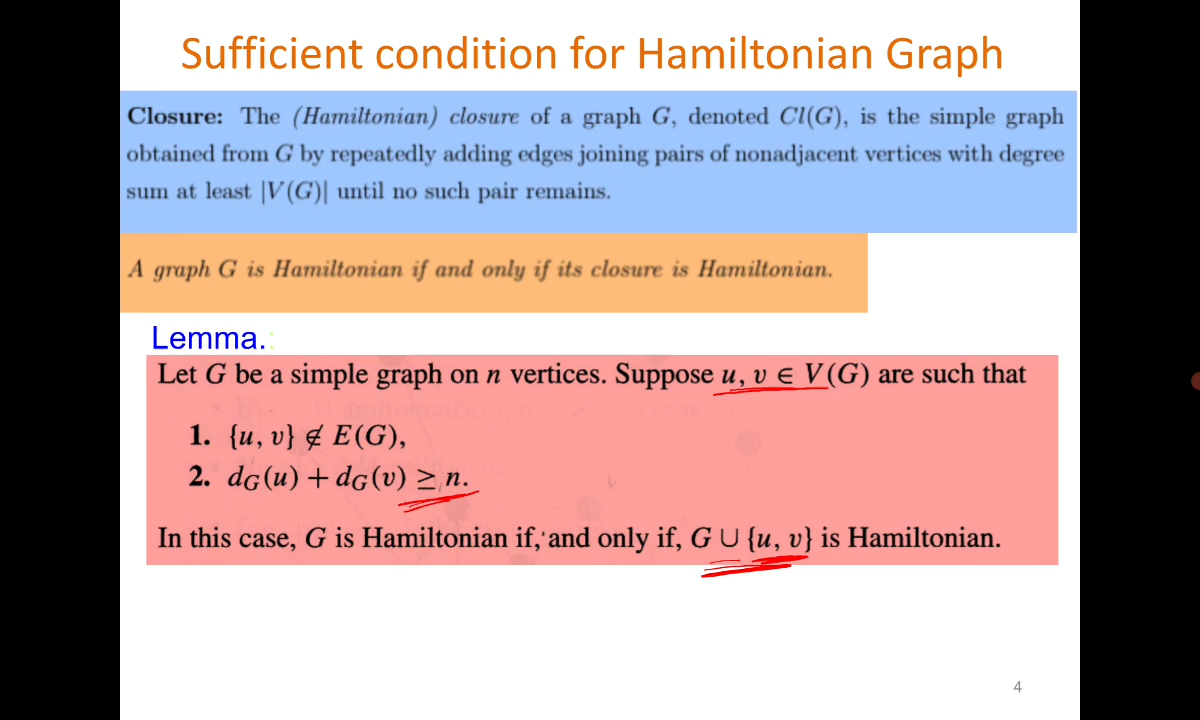 Sufficient condition for Hamiltonian Graph
Closure: The (Hamiltonian) closure of a graph G, denoted Cl(G), is the simple graph
obtained from G by repeatedly adding edges joining pairs of nonadjacent vertices with degree
sum at least |V(G)| until no such pair remains.
A graph G is Hamiltonian if and only if its closure is Hamiltonian.
Lemma.:
Let G be a simple graph on n vertices. Suppose u, v ∈ V(G) are such that
1. {u, v} ∉ E(G),
2. d_G(u) + d_G(v) ≥ n.
In this case, G is Hamiltonian if, and only if, G ∪ {u, v} is Hamiltonian.
4